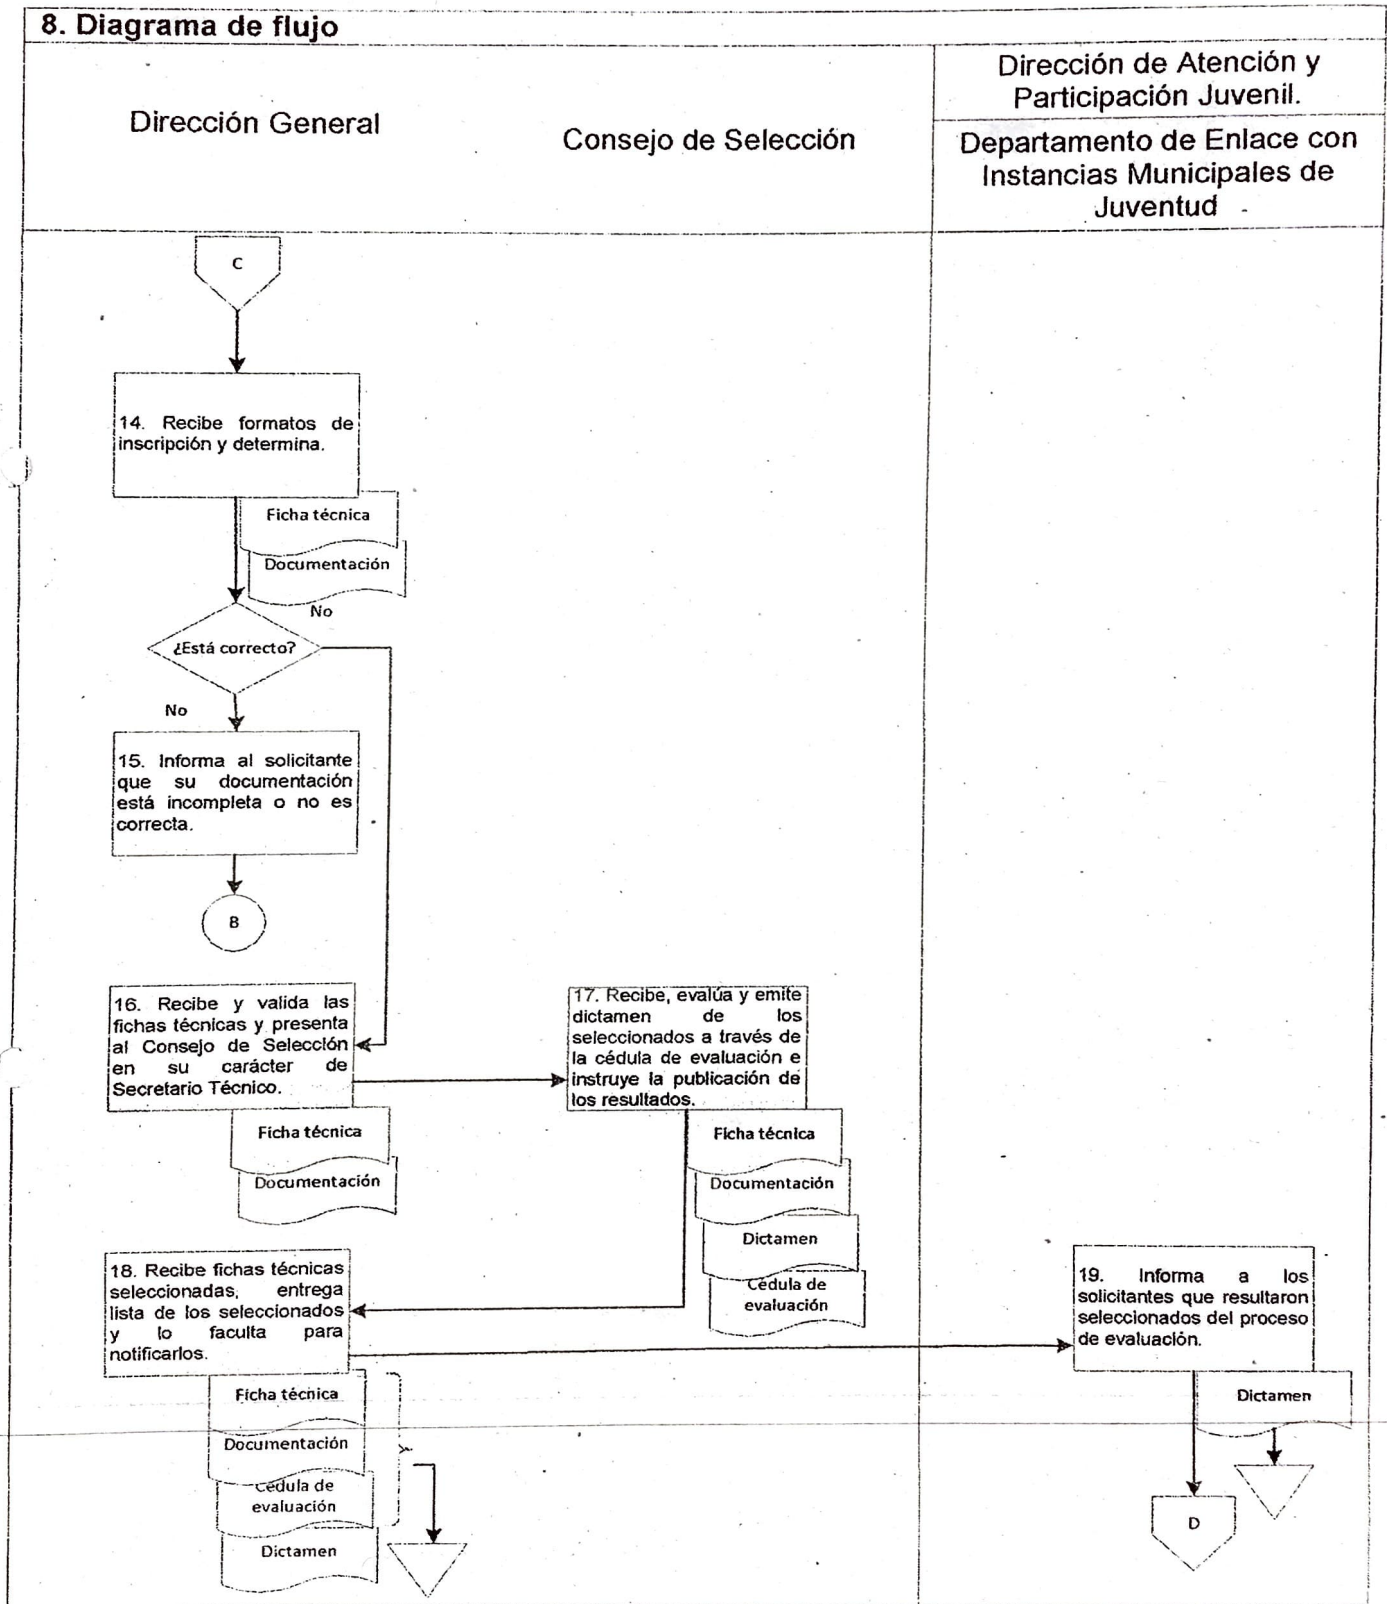 8. Diagrama de flujo
Dirección General
Consejo de Selección
Dirección de Atención y
Participación Juvenil.
Departamento de Enlace con
Instancias Municipales de
Juventud
C
14. Recibe formatos de
inscripción y determina.
Ficha técnica
Documentación
No
¿Está correcto?
No
15. Informa al solicitante
que su documentación
está incompleta o no es
correcta.
B
16. Recibe y valida las
fichas técnicas y presenta
al Consejo de Selección
en su carácter de
Secretario Técnico.
Ficha técnica
Documentación
17. Recibe, evalúa y emite
dictamen de los
seleccionados a través de
la cédula de evaluación e
instruye la publicación de
los resultados.
Ficha técnica
Documentación
Dictamen
Cédula de
evaluación
18. Recibe fichas técnicas
seleccionadas, entrega
lista de los seleccionados
y lo faculta para
notificarlos.
Ficha técnica
Documentación
Cédula de
evaluación
Dictamen
19. Informa a los
solicitantes que resultaron
seleccionados del proceso
de evaluación.
Dictamen
D